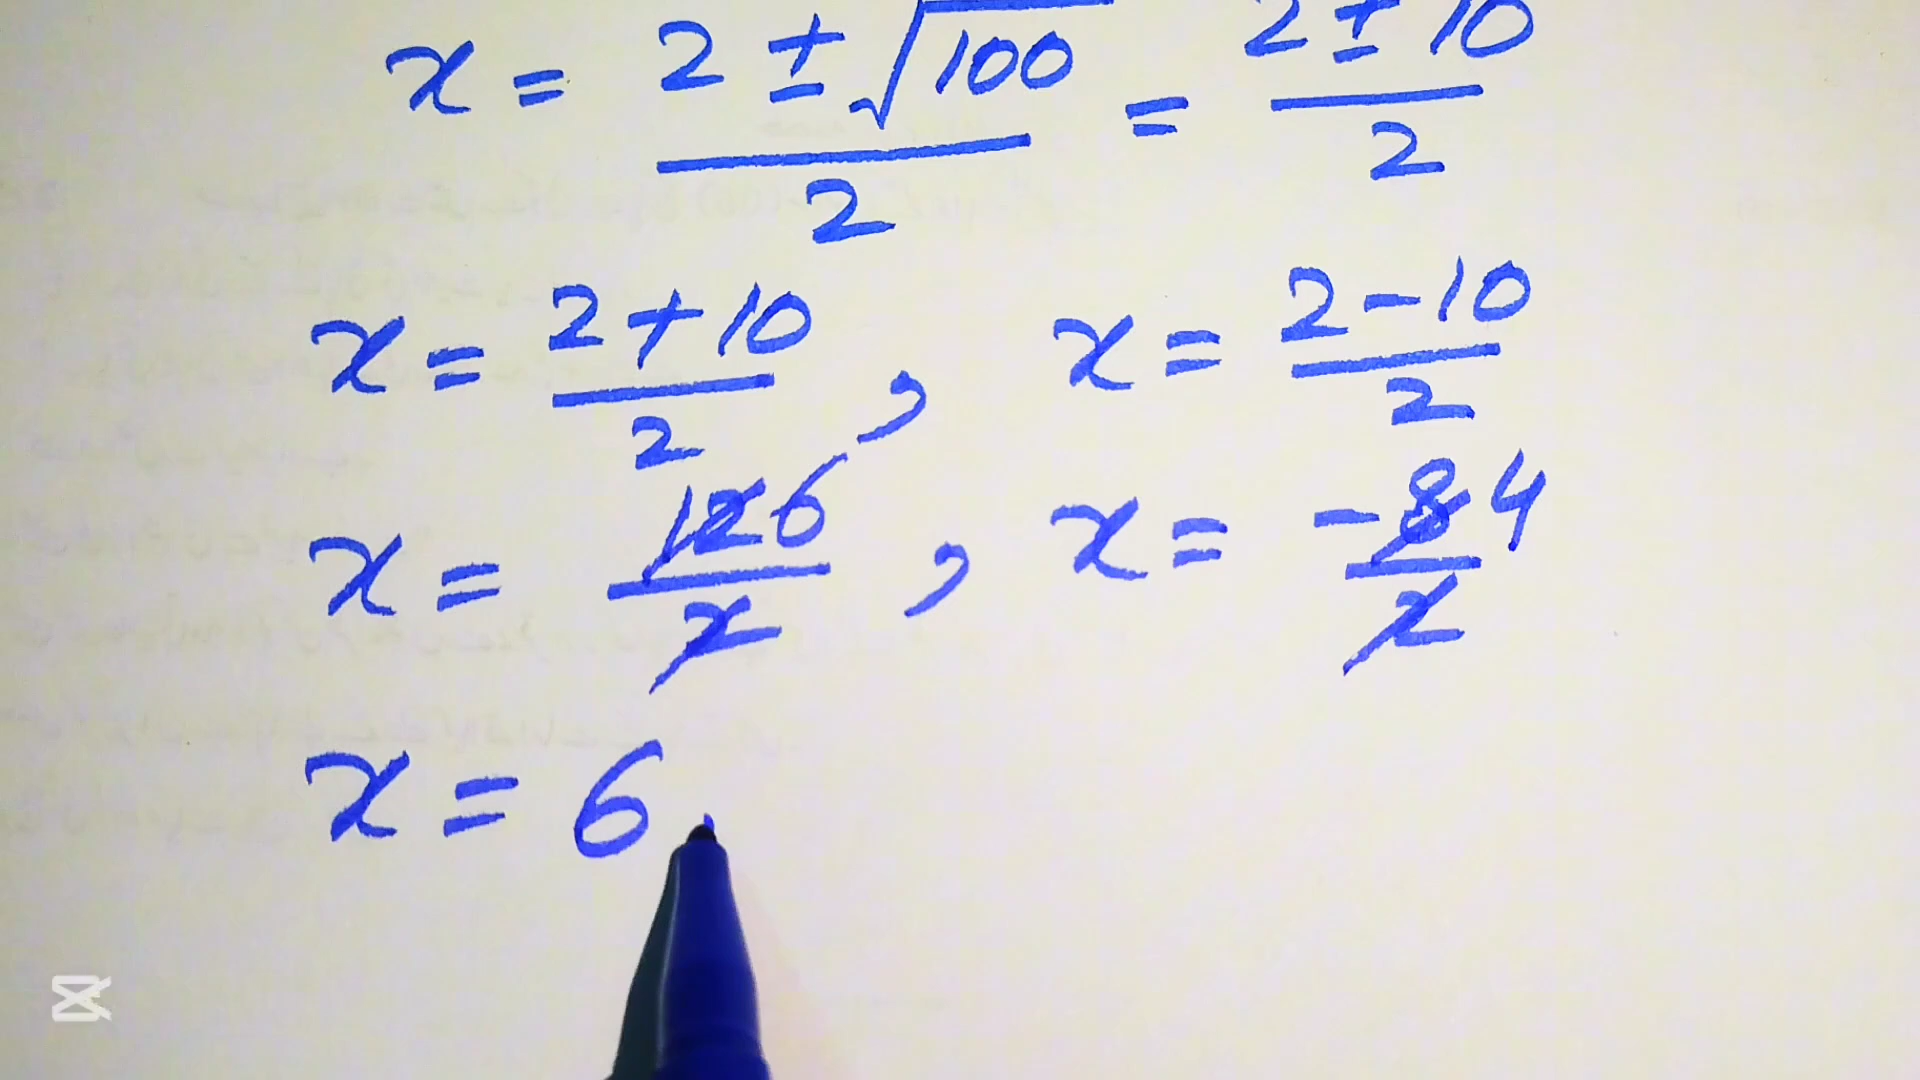 x = 2 ± √100 / 2 = 2 ± 10 / 2
x = 2 + 10 / 2 , x = 2 - 10 / 2
x = 12 6 / 2 , x = -8 4 / 2
x = 6